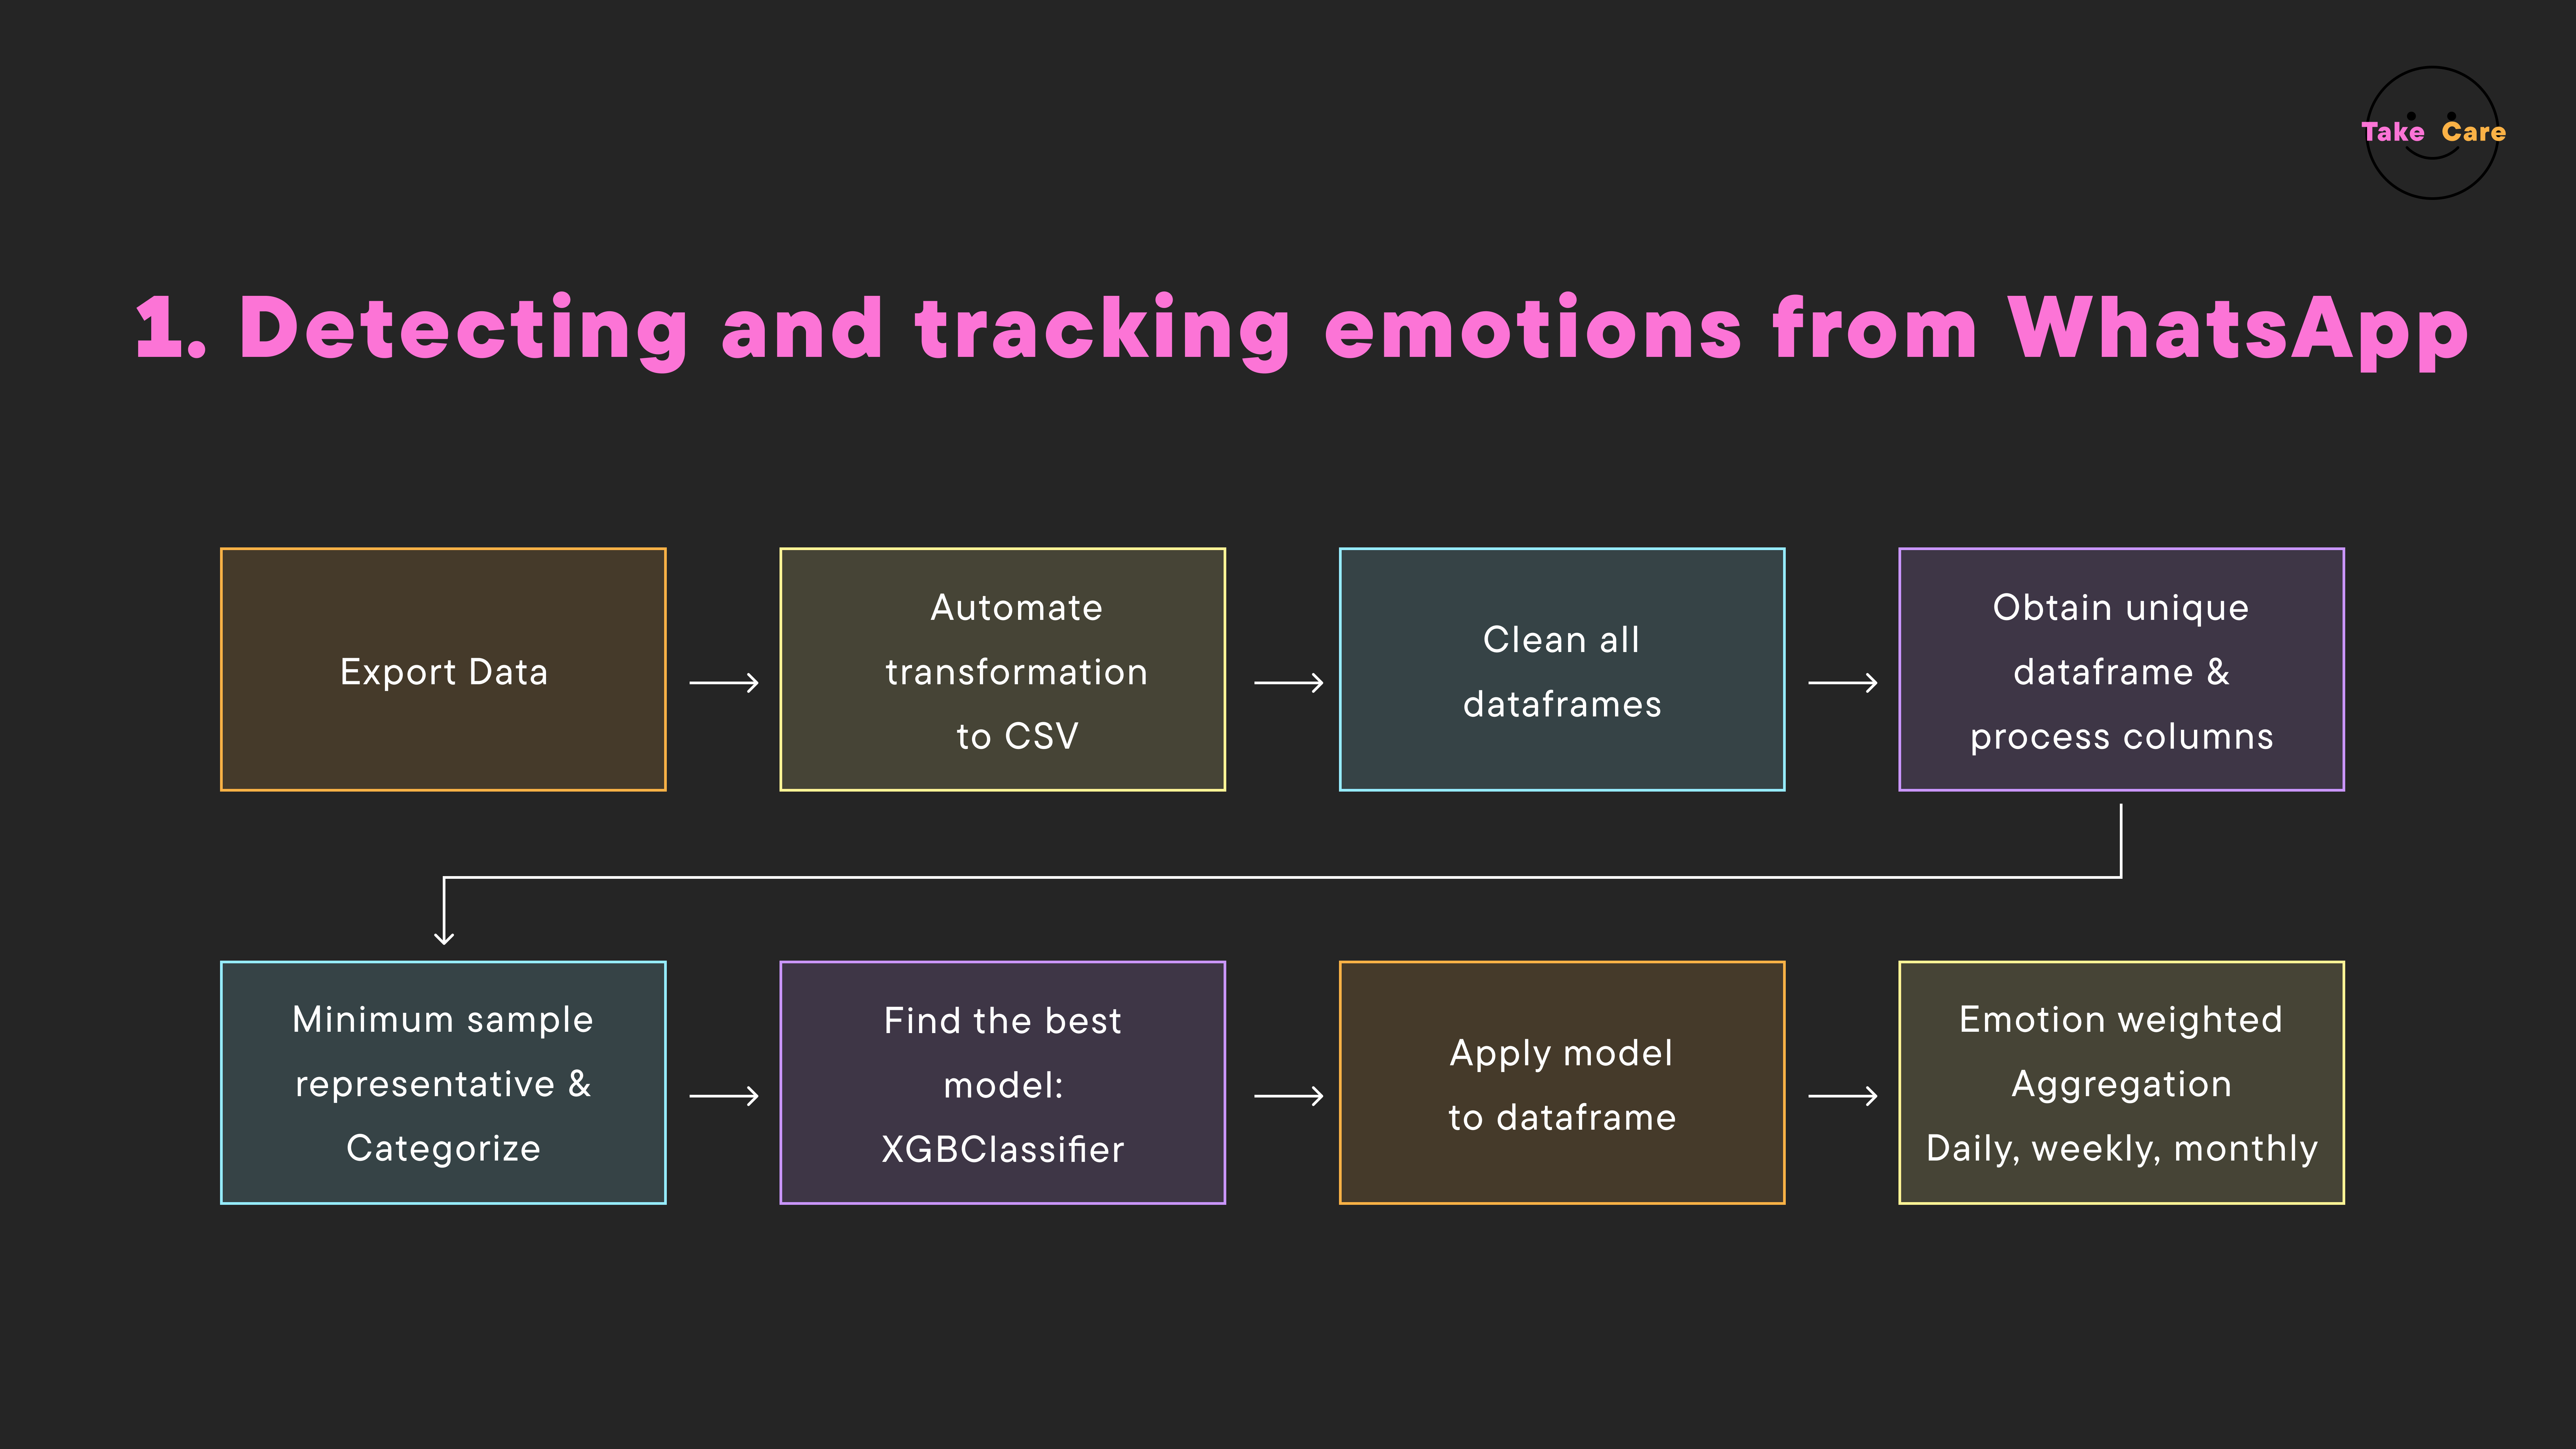 Take Care
1. Detecting and tracking emotions from WhatsApp
Export Data
Automate
transformation
to CSV
Clean all
dataframes
Obtain unique
dataframe &
process columns
Minimum sample
representative &
Categorize
Find the best
model:
XGBClassifier
Apply model
to dataframe
Emotion weighted
Aggregation
Daily, weekly, monthly